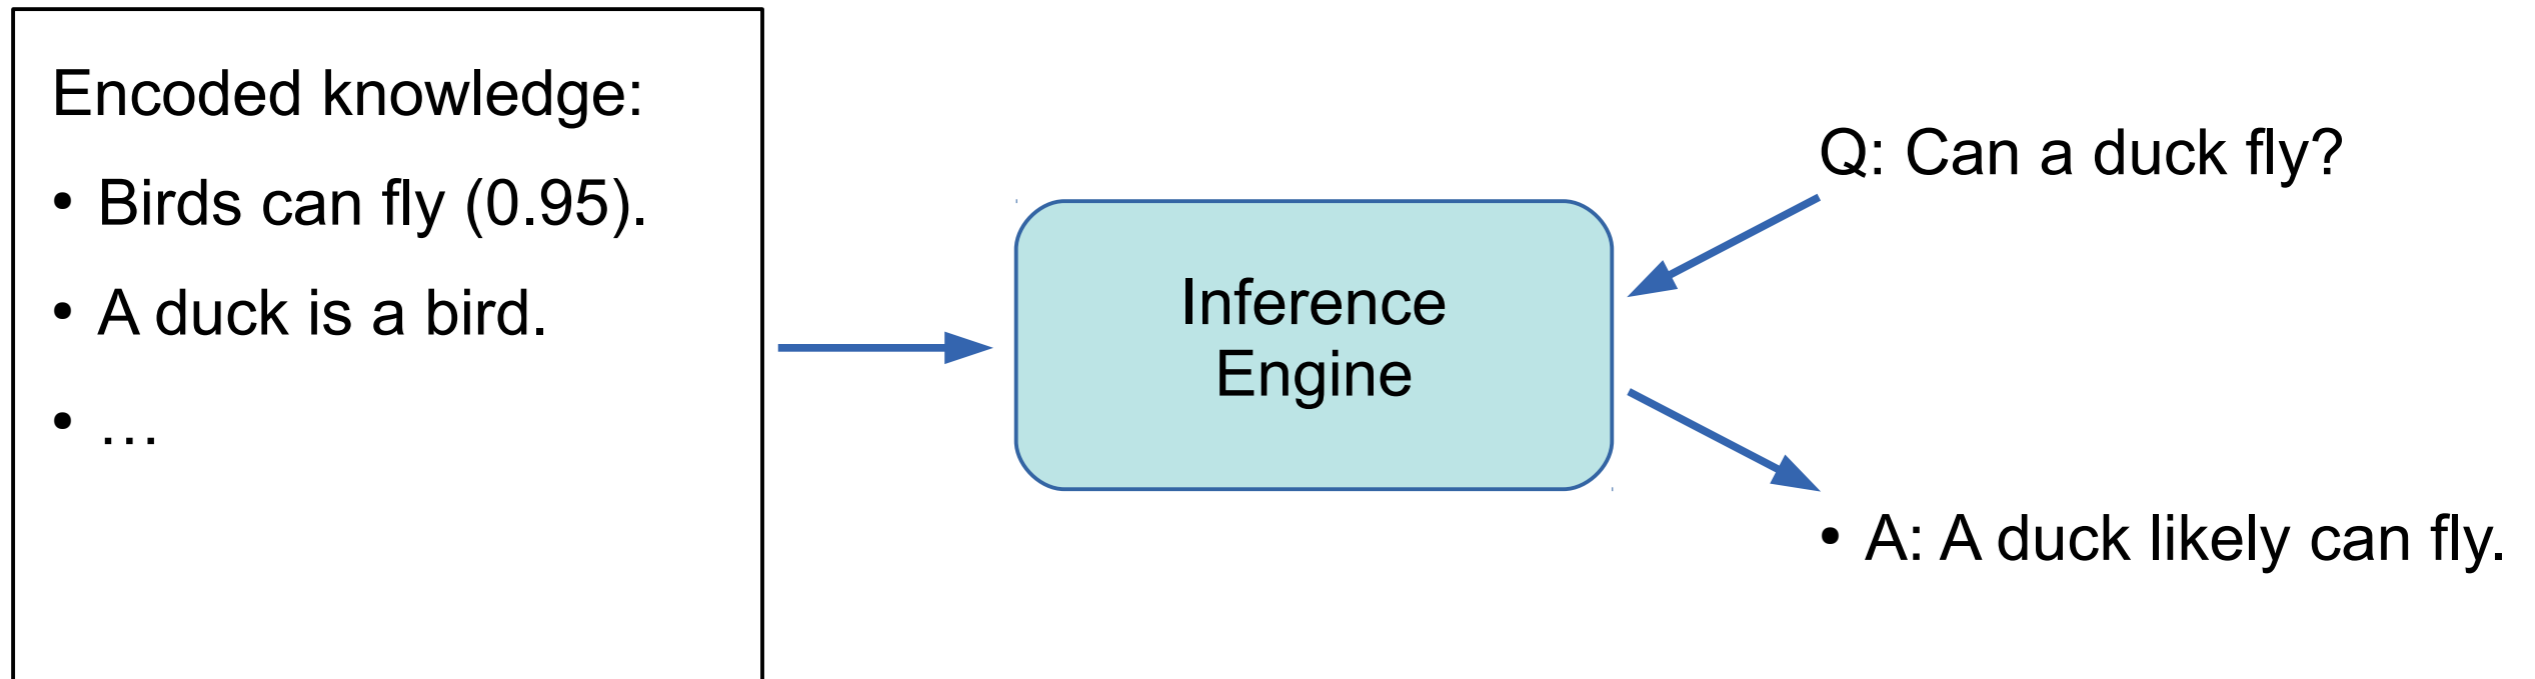 Encoded knowledge:
• Birds can fly (0.95).
• A duck is a bird.
• …
Inference
Engine
Q: Can a duck fly?
• A: A duck likely can fly.